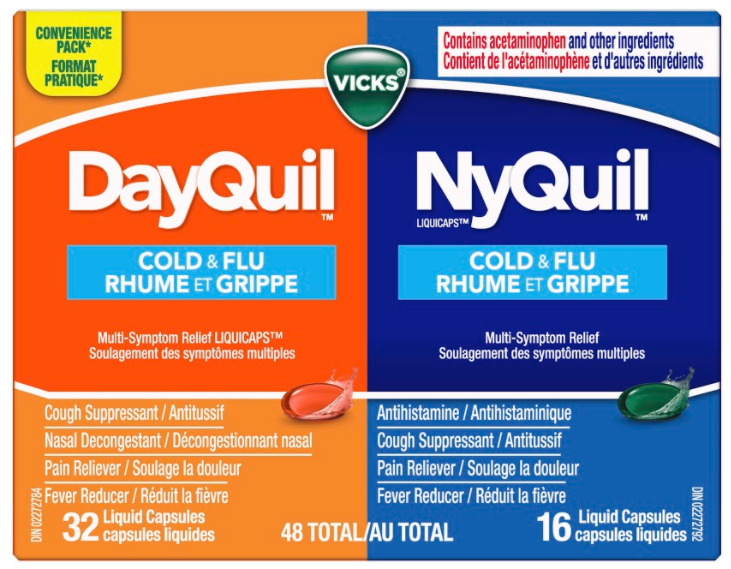 CONVENIENCE
PACK*
FORMAT
PRATIQUE*
VICKS®
Contains acetaminophen and other ingredients
Contient de l'acétaminophène et d'autres ingrédients
DayQuil™
COLD & FLU
RHUME ET GRIPPE
Multi-Symptom Relief LIQUICAPS™
Soulagement des symptômes multiples
Cough Suppressant / Antitussif
Nasal Decongestant / Décongestionnant nasal
Pain Reliever / Soulage la douleur
Fever Reducer / Réduit la fièvre
DIN 02272784
32 Liquid Capsules
capsules liquides
48 TOTAL/AU TOTAL
NyQuil™
LIQUICAPS™
COLD & FLU
RHUME ET GRIPPE
Multi-Symptom Relief
Soulagement des symptômes multiples
Antihistamine / Antihistaminique
Cough Suppressant / Antitussif
Pain Reliever / Soulage la douleur
Fever Reducer / Réduit la fièvre
16 Liquid Capsules
capsules liquides
DIN 02272792